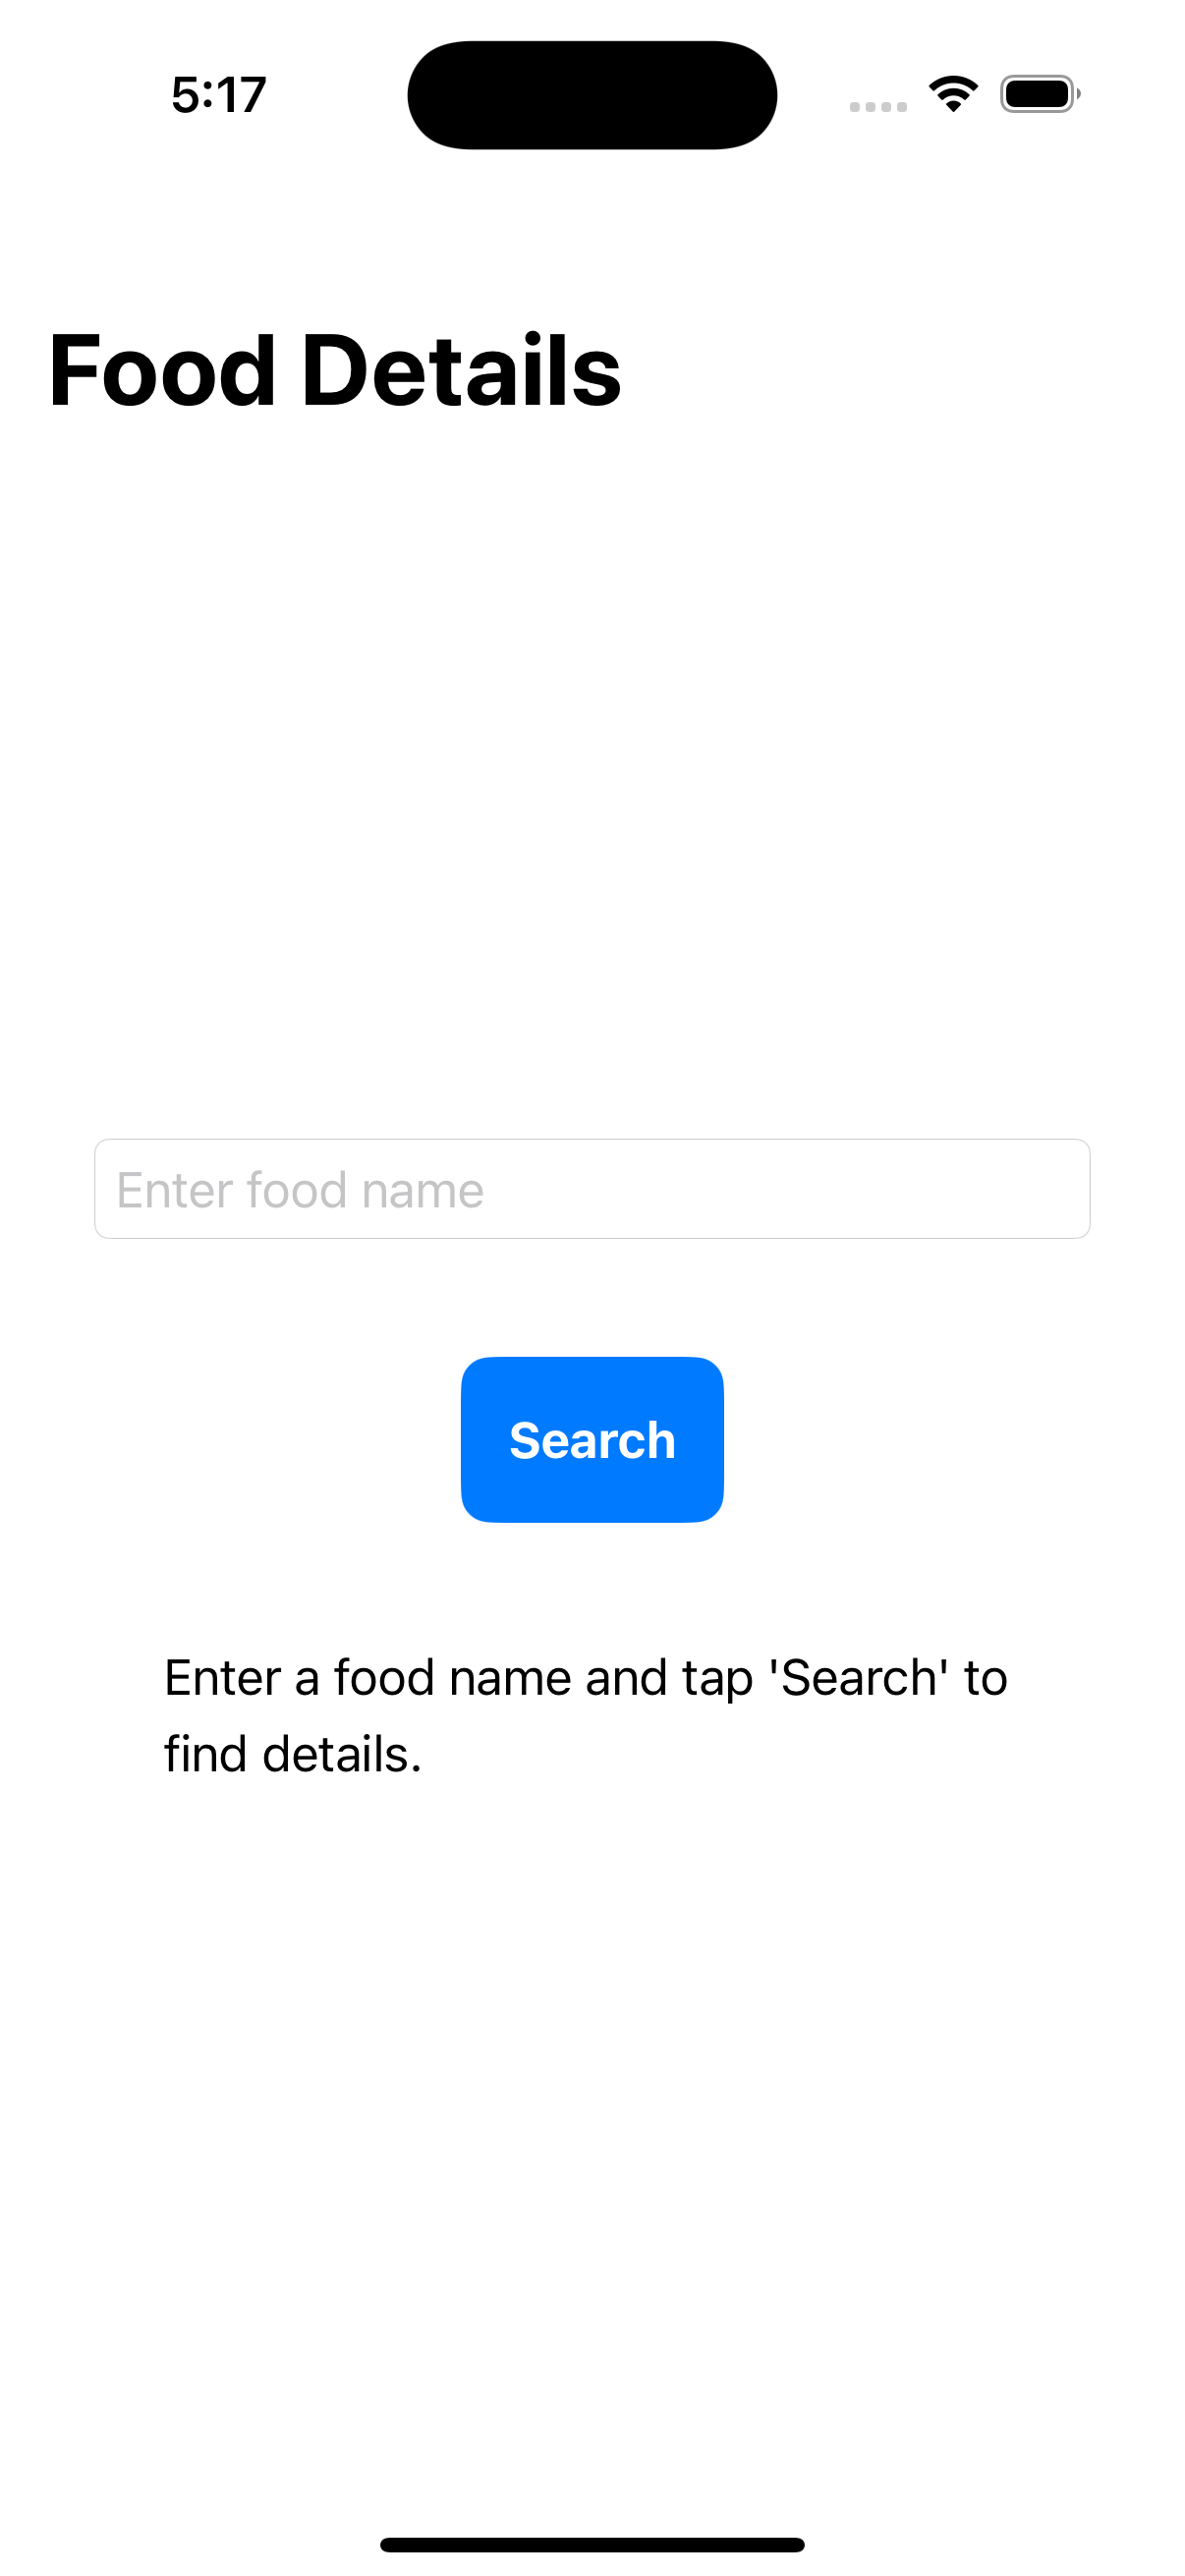 5:17
Food Details
Enter food name
Search
Enter a food name and tap 'Search' to
find details.